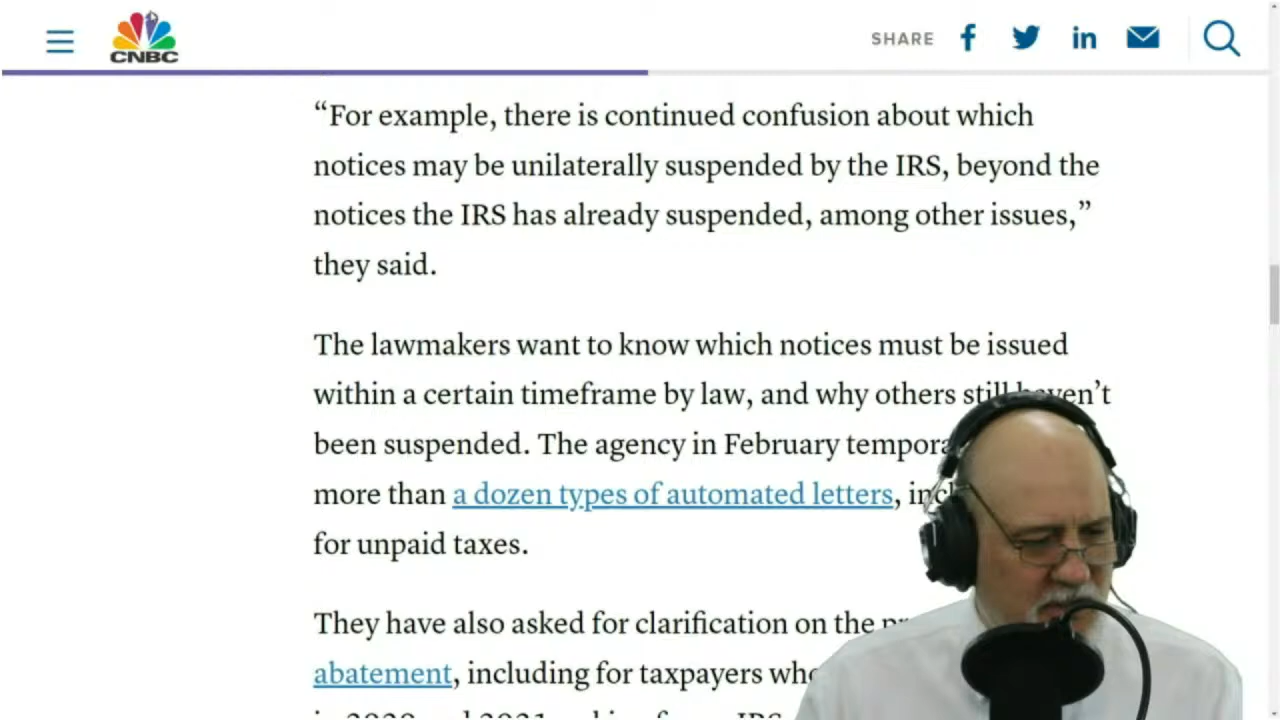 CNBC
SHARE
“For example, there is continued confusion about which
notices may be unilaterally suspended by the IRS, beyond the
notices the IRS has already suspended, among other issues,”
they said.
The lawmakers want to know which notices must be issued
within a certain timeframe by law, and why others still haven’t
been suspended. The agency in February
more than a dozen types of automated letters,
for unpaid taxes.
They have also asked for clarification on the
abatement, including for taxpayers